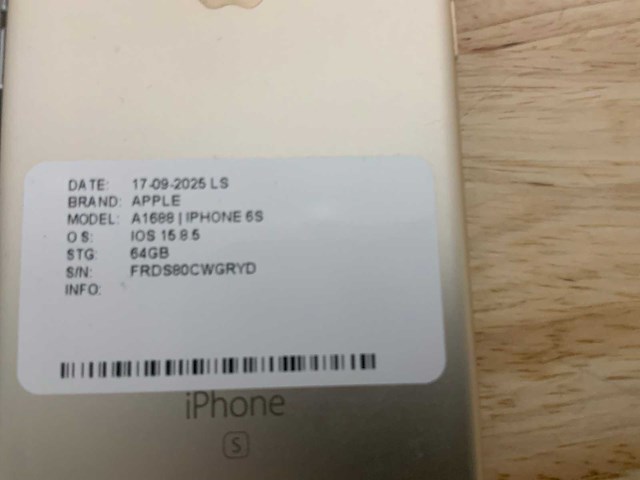 DATE: 17-09-2025 LS
BRAND: APPLE
MODEL: A1688 | IPHONE 6S
OS: IOS 15.8.5
STG: 64GB
S/N: FRDS80CWGRYD
INFO:
iPhone
S